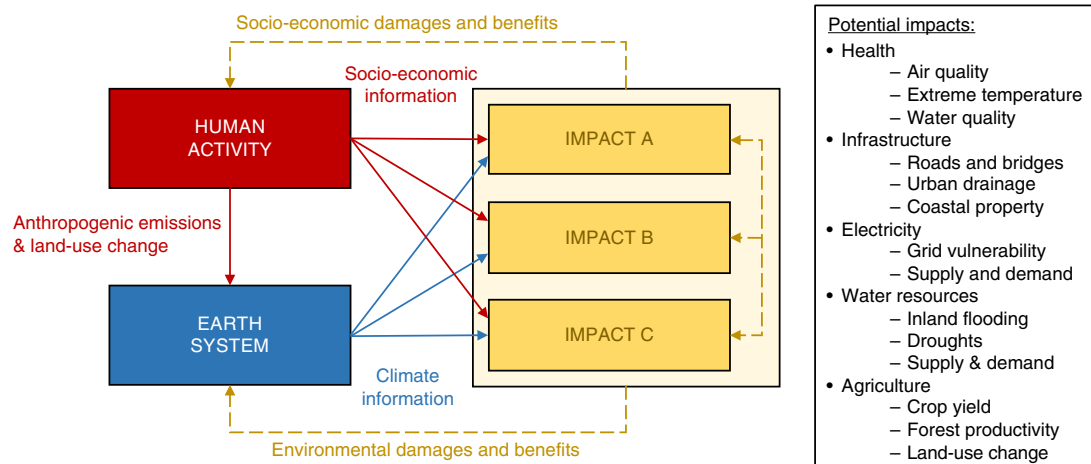 Socio-economic damages and benefits
Socio-economic
information
HUMAN
ACTIVITY
IMPACT A
Anthropogenic emissions
& land-use change
IMPACT B
EARTH
SYSTEM
IMPACT C
Climate
information
Environmental damages and benefits
Potential impacts:
• Health
– Air quality
– Extreme temperature
– Water quality
• Infrastructure
– Roads and bridges
– Urban drainage
– Coastal property
• Electricity
– Grid vulnerability
– Supply and demand
• Water resources
– Inland flooding
– Droughts
– Supply & demand
• Agriculture
– Crop yield
– Forest productivity
– Land-use change